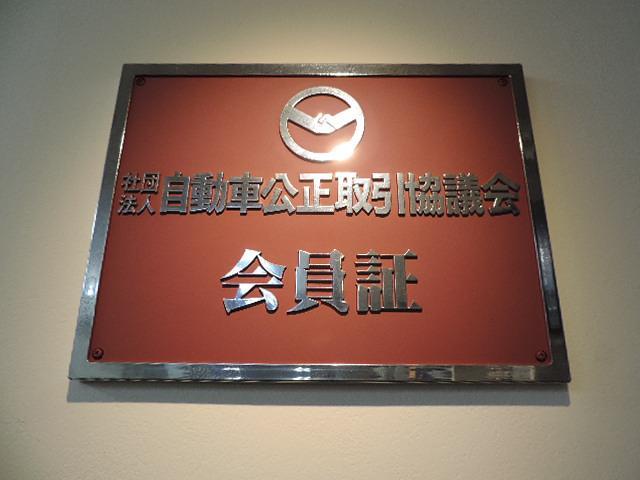 社団法人 自動車公正取引協議会
会員証